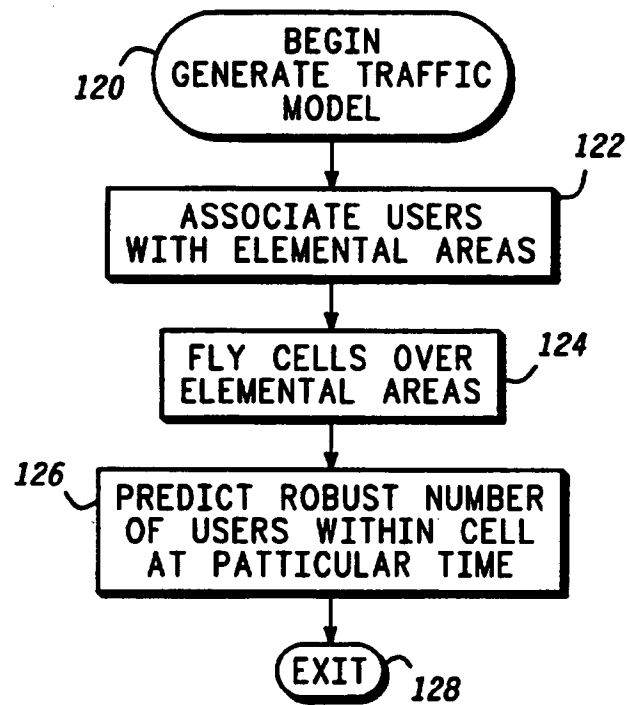 BEGIN
GENERATE TRAFFIC
MODEL
120
122
ASSOCIATE USERS
WITH ELEMENTAL AREAS
124
FLY CELLS OVER
ELEMENTAL AREAS
126
PREDICT ROBUST NUMBER
OF USERS WITHIN CELL
AT PATTICULAR TIME
EXIT
128